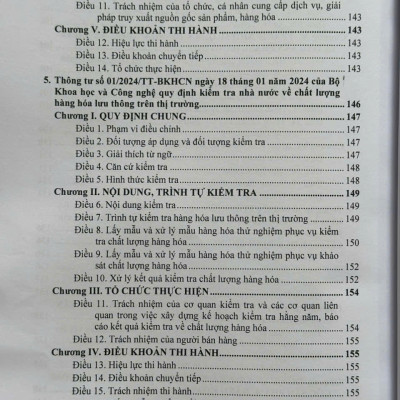 Điều 11. Trách nhiệm của tổ chức, cá nhân cung cấp dịch vụ, giải
pháp truy xuất nguồn gốc sản phẩm, hàng hóa ..... 143
Chương V. ĐIỀU KHOẢN THI HÀNH ..... 143
Điều 12. Hiệu lực thi hành ..... 143
Điều 13. Điều khoản chuyển tiếp ..... 143
Điều 14. Tổ chức thực hiện ..... 143
5. Thông tư số 01/2024/TT-BKHCN ngày 18 tháng 01 năm 2024 của Bộ
Khoa học và Công nghệ quy định kiểm tra nhà nước về chất lượng
hàng hóa lưu thông trên thị trường ..... 146
Chương I. QUY ĐỊNH CHUNG ..... 147
Điều 1. Phạm vi điều chỉnh ..... 147
Điều 2. Đối tượng áp dụng và đối tượng kiểm tra ..... 147
Điều 3. Giải thích từ ngữ ..... 147
Điều 4. Căn cứ kiểm tra ..... 148
Điều 5. Hình thức kiểm tra ..... 148
Chương II. NỘI DUNG, TRÌNH TỰ KIỂM TRA ..... 149
Điều 6. Nội dung kiểm tra ..... 149
Điều 7. Trình tự kiểm tra hàng hóa lưu thông trên thị trường ..... 149
Điều 8. Lấy mẫu và xử lý mẫu hàng hóa thử nghiệm phục vụ kiểm
tra chất lượng hàng hóa ..... 150
Điều 9. Lấy mẫu và xử lý mẫu hàng hóa thử nghiệm phục vụ khảo
sát chất lượng hàng hóa ..... 152
Điều 10. Xử lý kết quả kiểm tra chất lượng hàng hóa ..... 152
Chương III. TỔ CHỨC THỰC HIỆN ..... 154
Điều 11. Trách nhiệm của cơ quan kiểm tra và các cơ quan liên
quan trong việc xây dựng kế hoạch kiểm tra hằng năm, báo
cáo kết quả kiểm tra về chất lượng hàng hóa ..... 154
Điều 12. Trách nhiệm của người bán hàng ..... 155
Chương IV. ĐIỀU KHOẢN THI HÀNH ..... 155
Điều 13. Hiệu lực thi hành ..... 155
Điều 14. Điều khoản chuyển tiếp ..... 155
Điều 15. Trách nhiệm thi hành ..... 155